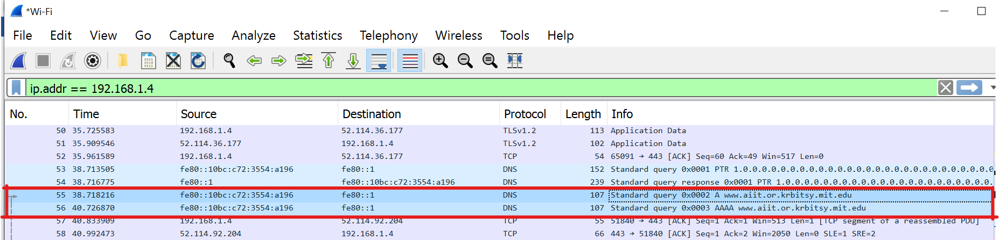 *Wi-Fi
File Edit View Go Capture Analyze Statistics Telephony Wireless Tools Help
ip.addr == 192.168.1.4
No. Time Source Destination Protocol Length Info
50 35.725583 192.168.1.4 52.114.36.177 TLSv1.2 113 Application Data
51 35.909546 52.114.36.177 192.168.1.4 TLSv1.2 102 Application Data
52 35.961589 192.168.1.4 52.114.36.177 TCP 54 65091 → 443 [ACK] Seq=60 Ack=49 Win=517 Len=0
53 38.713505 fe80::10bc:c72:3554:a196 fe80::1 DNS 152 Standard query 0x0001 PTR 1.0.0.0.0.0.0.0.0.0.0.0.0.0.0.0.0.0.0.0.0.0.0.0.0.
54 38.716775 fe80::1 fe80::10bc:c72:3554:a196 DNS 239 Standard query response 0x0001 PTR 1.0.0.0.0.0.0.0.0.0.0.0.0.0.0.0.0.0.0.0.
55 38.718216 fe80::10bc:c72:3554:a196 fe80::1 DNS 107 Standard query 0x0002 A www.aiit.or.krbitsy.mit.edu
56 40.726870 fe80::10bc:c72:3554:a196 fe80::1 DNS 107 Standard query 0x0003 AAAA www.aiit.or.krbitsy.mit.edu
57 40.833909 192.168.1.4 52.114.92.204 TCP 55 51840 → 443 [ACK] Seq=1 Ack=1 Win=513 Len=1 [TCP segment of a reassembled PDU]
58 40.992473 52.114.92.204 192.168.1.4 TCP 66 443 → 51840 [ACK] Seq=1 Ack=2 Win=2050 Len=0 SLE=1 SRE=2